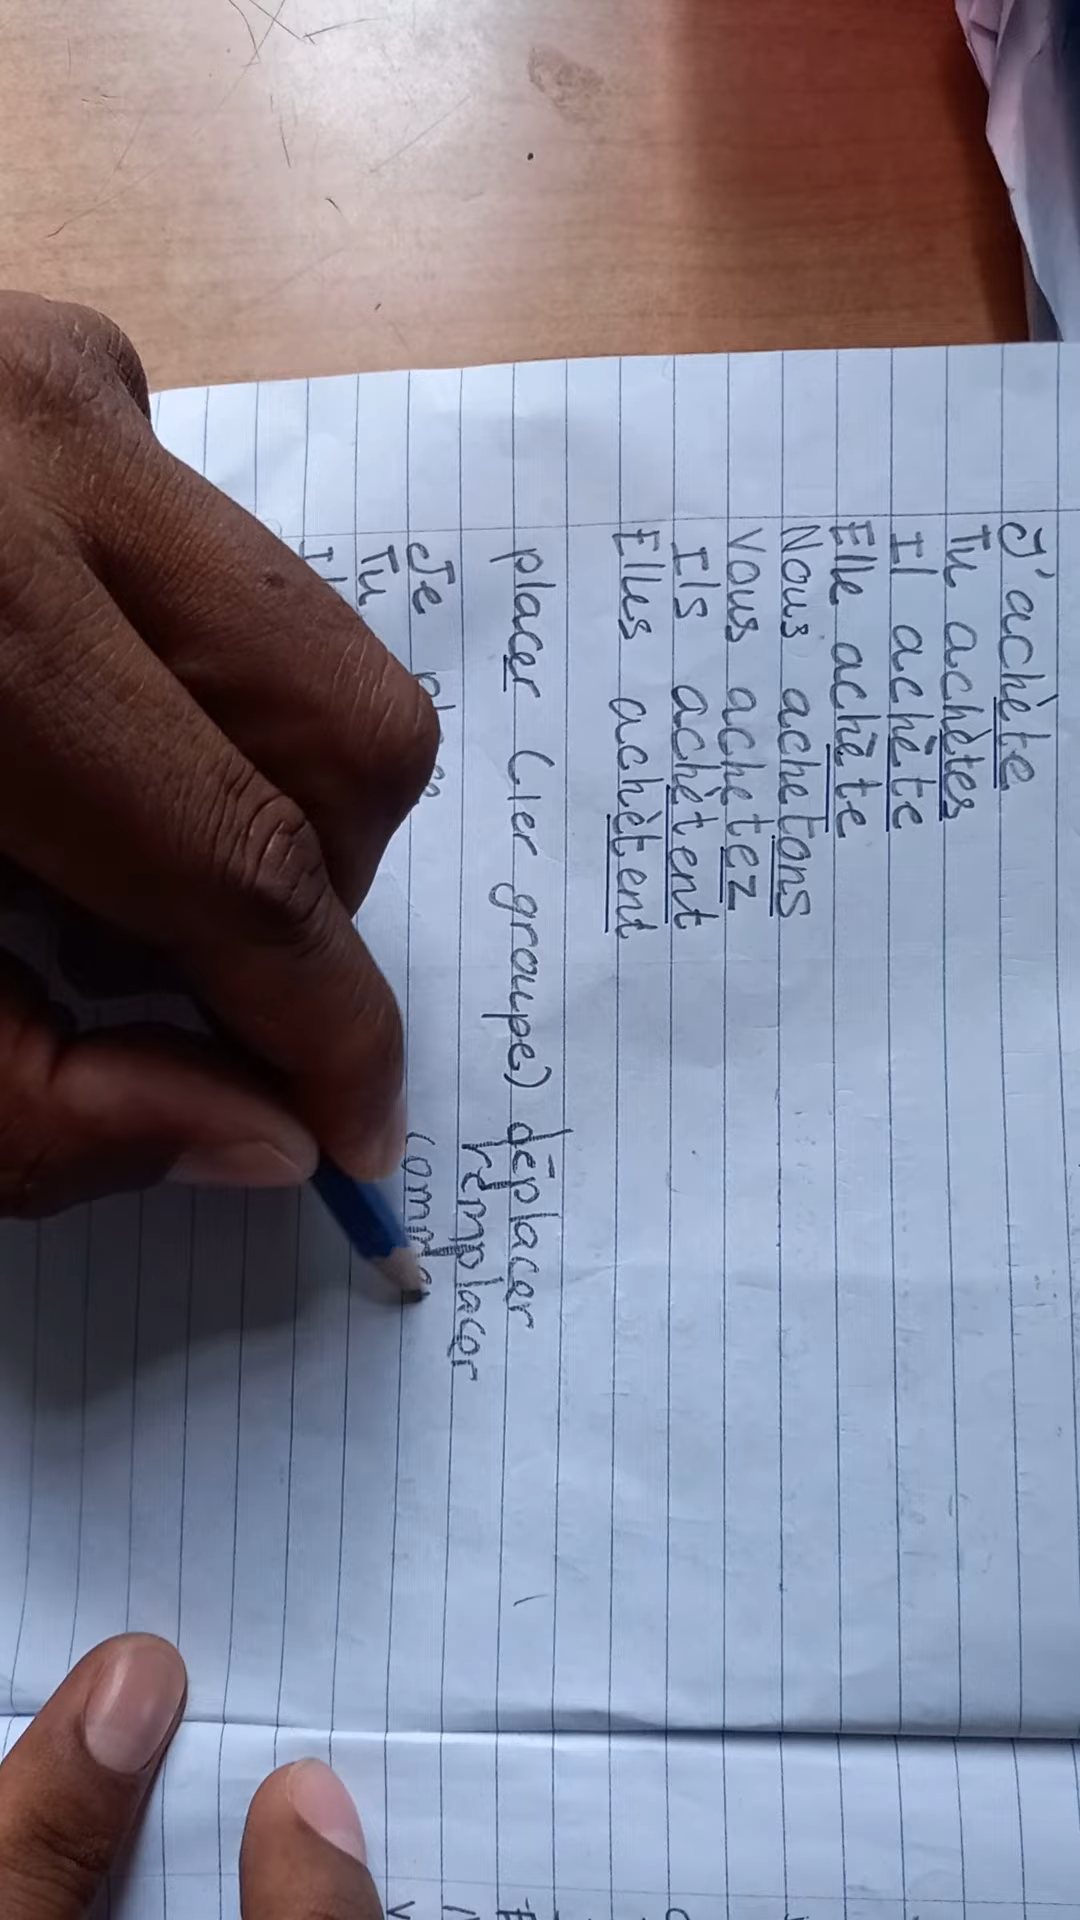 J'achète
Tu achètes
Il achète
Elle achète
Nous achetons
Vous achetez
Ils achètent
Elles achètent
placer (1er groupe) déplacer
remplacer
Je
Tu